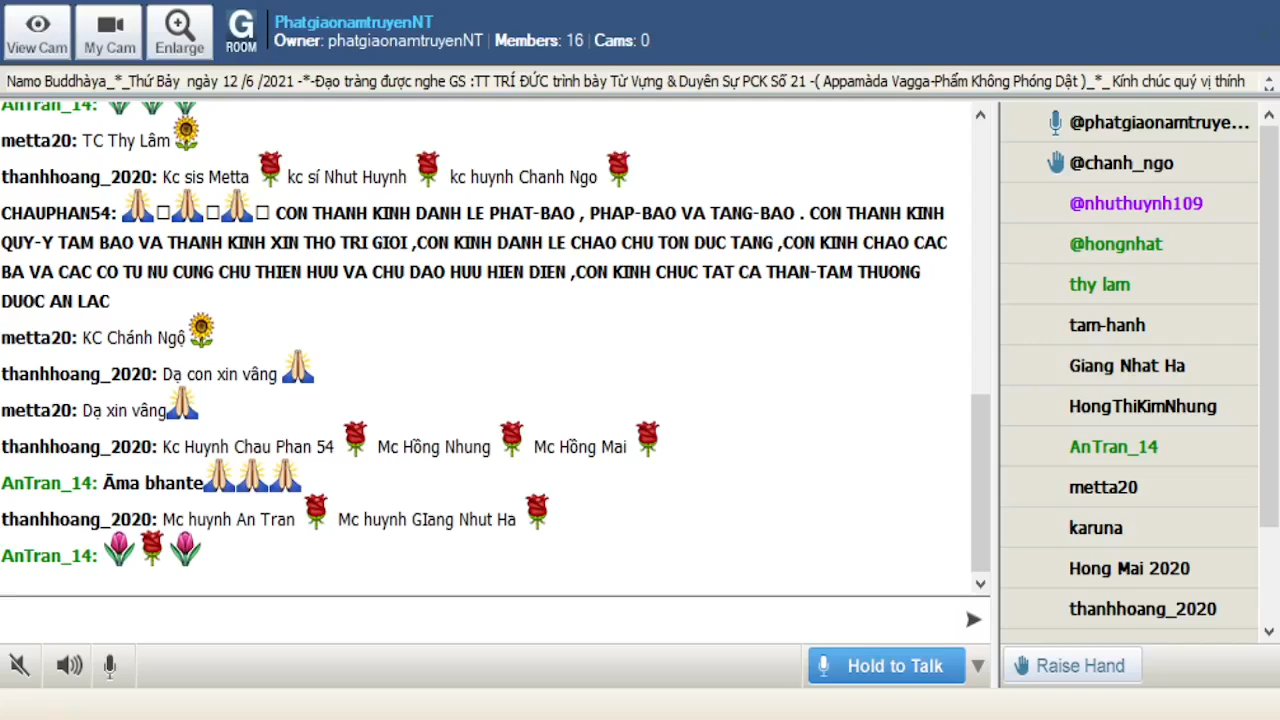 View Cam
My Cam
Enlarge
G
ROOM
PhatgiaonamtruyenNT
Owner: phatgiaonamtruyenNT | Members: 16 | Cams: 0
Namo Buddhàya_*_Thứ Bảy ngày 12 /6 /2021 -*-Đạo tràng được nghe GS :TT TRÍ ĐỨC trình bày Từ Vựng & Duyên Sự PCK Số 21 -( Appamàda Vagga-Phẩm Không Phóng Dật )_*_ Kính chúc quý vị thính
AnTran_14:
metta20: TC Thy Lâm
thanhhoang_2020: Kc sis Metta kc sí Nhut Huynh kc huynh Chanh Ngo
CHAUPHAN54: CON THANH KINH DANH LE PHAT-BAO , PHAP-BAO VA TANG-BAO . CON THANH KINH
QUY-Y TAM BAO VA THANH KINH XIN THO TRI GIOI ,CON KINH DANH LE CHAO CHU TON DUC TANG ,CON KINH CHAO CAC
BA VA CAC CO TU NU CUNG CHU THIEN HUU VA CHU DAO HUU HIEN DIEN ,CON KINH CHUC TAT CA THAN-TAM THUONG
DUOC AN LAC
metta20: KC Chánh Ngộ
thanhhoang_2020: Dạ con xin vâng
metta20: Dạ xin vâng
thanhhoang_2020: Kc Huynh Chau Phan 54 Mc Hồng Nhung Mc Hồng Mai
AnTran_14: Āma bhante
thanhhoang_2020: Mc huynh An Tran Mc huynh GIang Nhut Ha
AnTran_14:
@phatgiaonamtruye...
@chanh_ngo
@nhuthuynh109
@hongnhat
thy lam
tam-hanh
Giang Nhat Ha
HongThiKimNhung
AnTran_14
metta20
karuna
Hong Mai 2020
thanhhoang_2020
Hold to Talk
Raise Hand